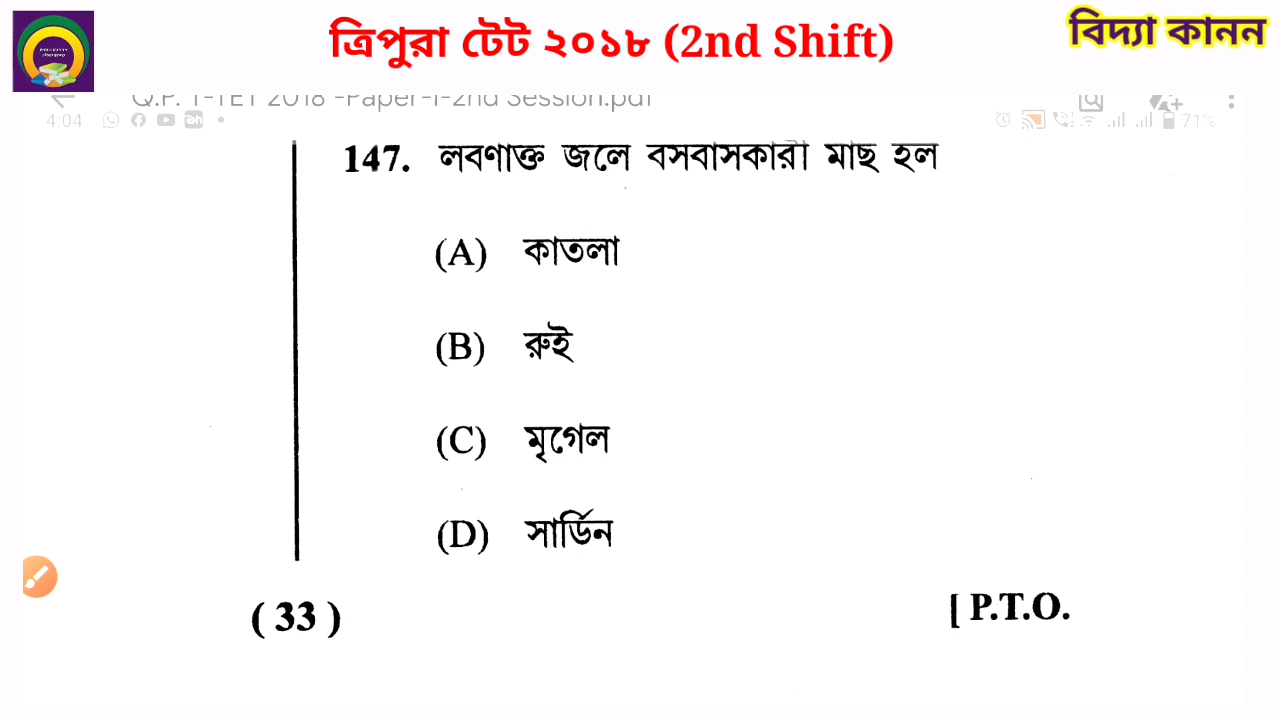 ত্রিপুরা টেট ২০১৮ (2nd Shift)
বিদ্যা কানন
Q.P. T-TET 2018 -Paper-I-2nd Session.pdf
4:04
71%
147. লবণাক্ত জলে বসবাসকারী মাছ হল
(A) কাতলা
(B) রুই
(C) মৃগেল
(D) সার্ডিন
( 33 )
[ P.T.O.